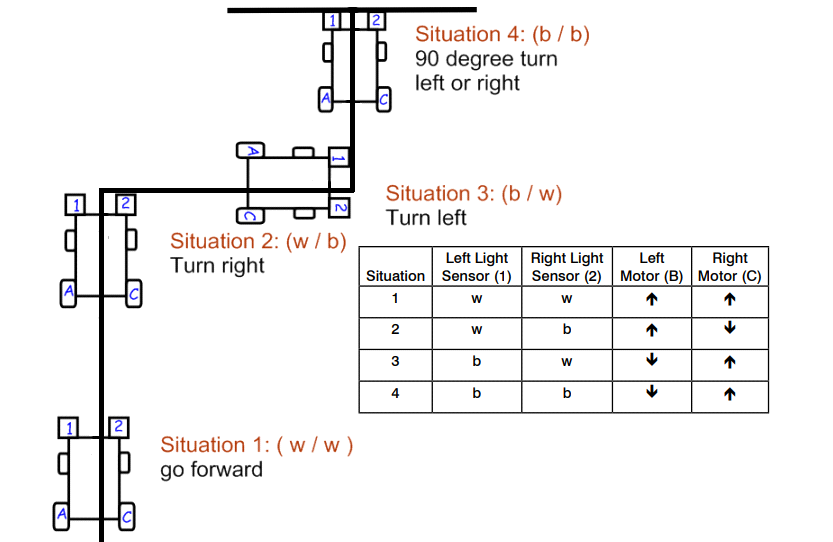 1 2
Situation 4: (b / b)
90 degree turn
left or right
A C
A 1
C 2
Situation 3: (b / w)
Turn left
1 2
Situation 2: (w / b)
Turn right
A C
Situation Left Light Sensor (1) Right Light Sensor (2) Left Motor (B) Right Motor (C)
1 w w ↑ ↑
2 w b ↑ ↓
3 b w ↓ ↑
4 b b ↓ ↑
1 2
Situation 1: ( w / w )
go forward
A C